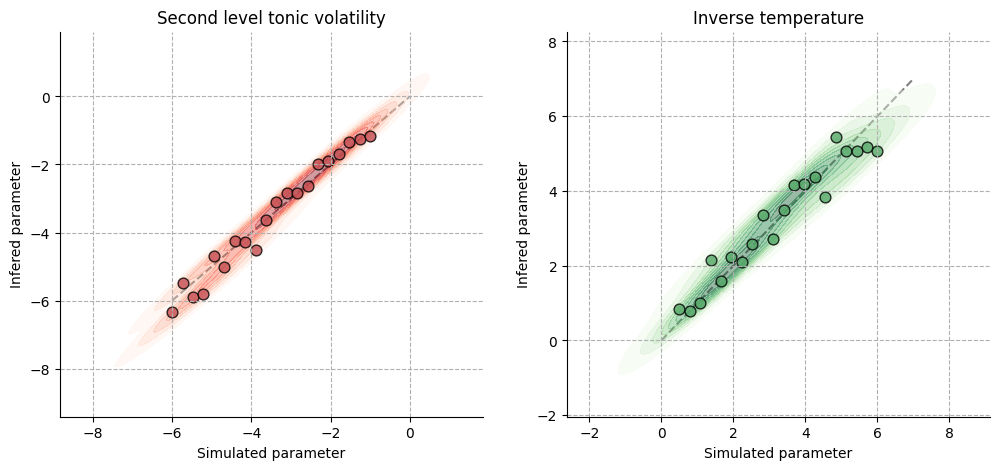 Second level tonic volatility
0
−2
−4
−6
−8
Infered parameter
−8 −6 −4 −2 0
Simulated parameter
Inverse temperature
8
6
4
2
0
−2
Infered parameter
−2 0 2 4 6 8
Simulated parameter